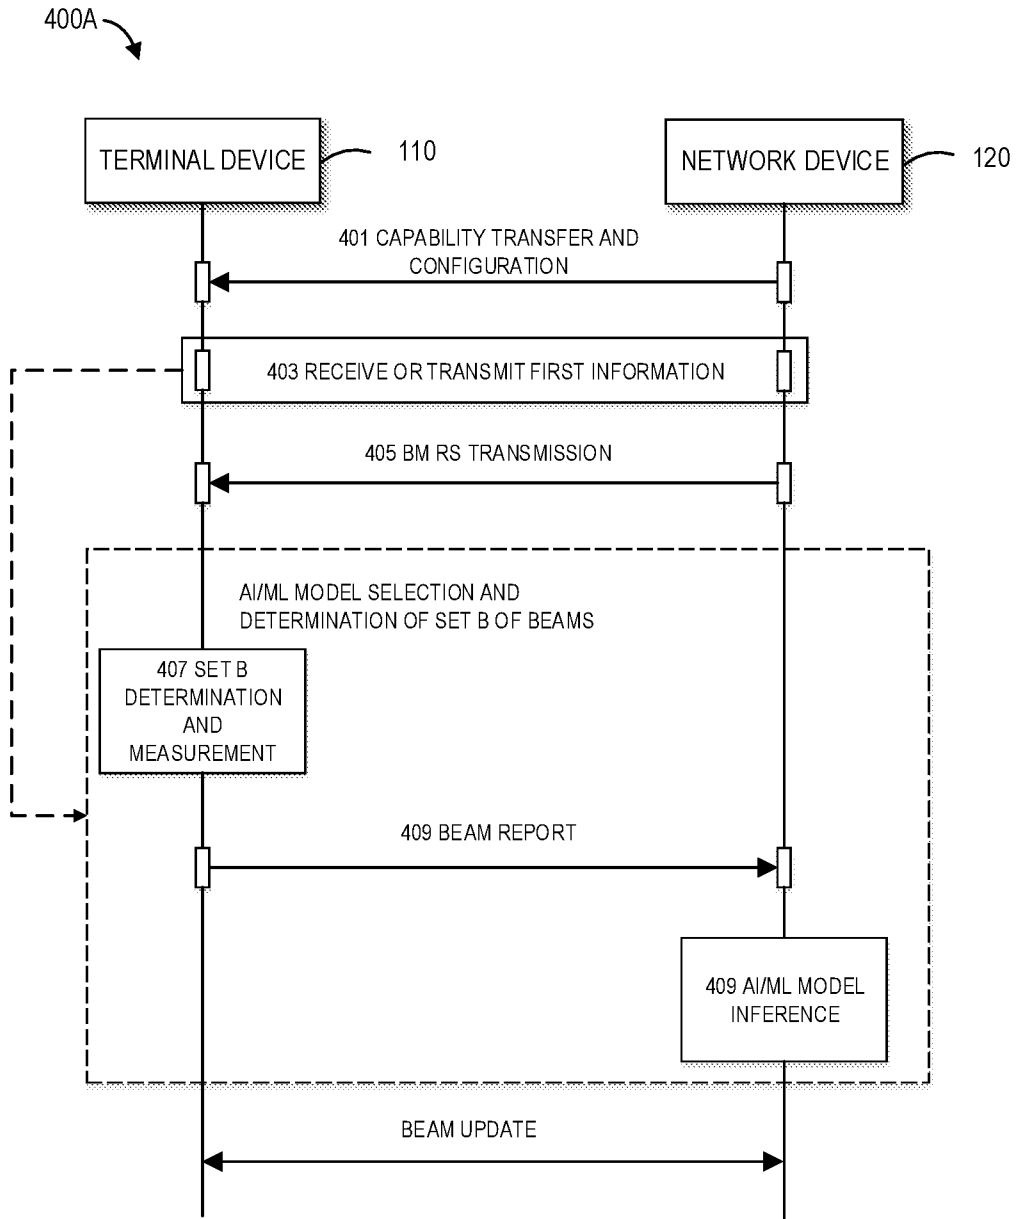 400A
TERMINAL DEVICE
110
NETWORK DEVICE
120
401 CAPABILITY TRANSFER AND
CONFIGURATION
403 RECEIVE OR TRANSMIT FIRST INFORMATION
405 BM RS TRANSMISSION
AI/ML MODEL SELECTION AND
DETERMINATION OF SET B OF BEAMS
407 SET B
DETERMINATION
AND
MEASUREMENT
409 BEAM REPORT
409 AI/ML MODEL
INFERENCE
BEAM UPDATE